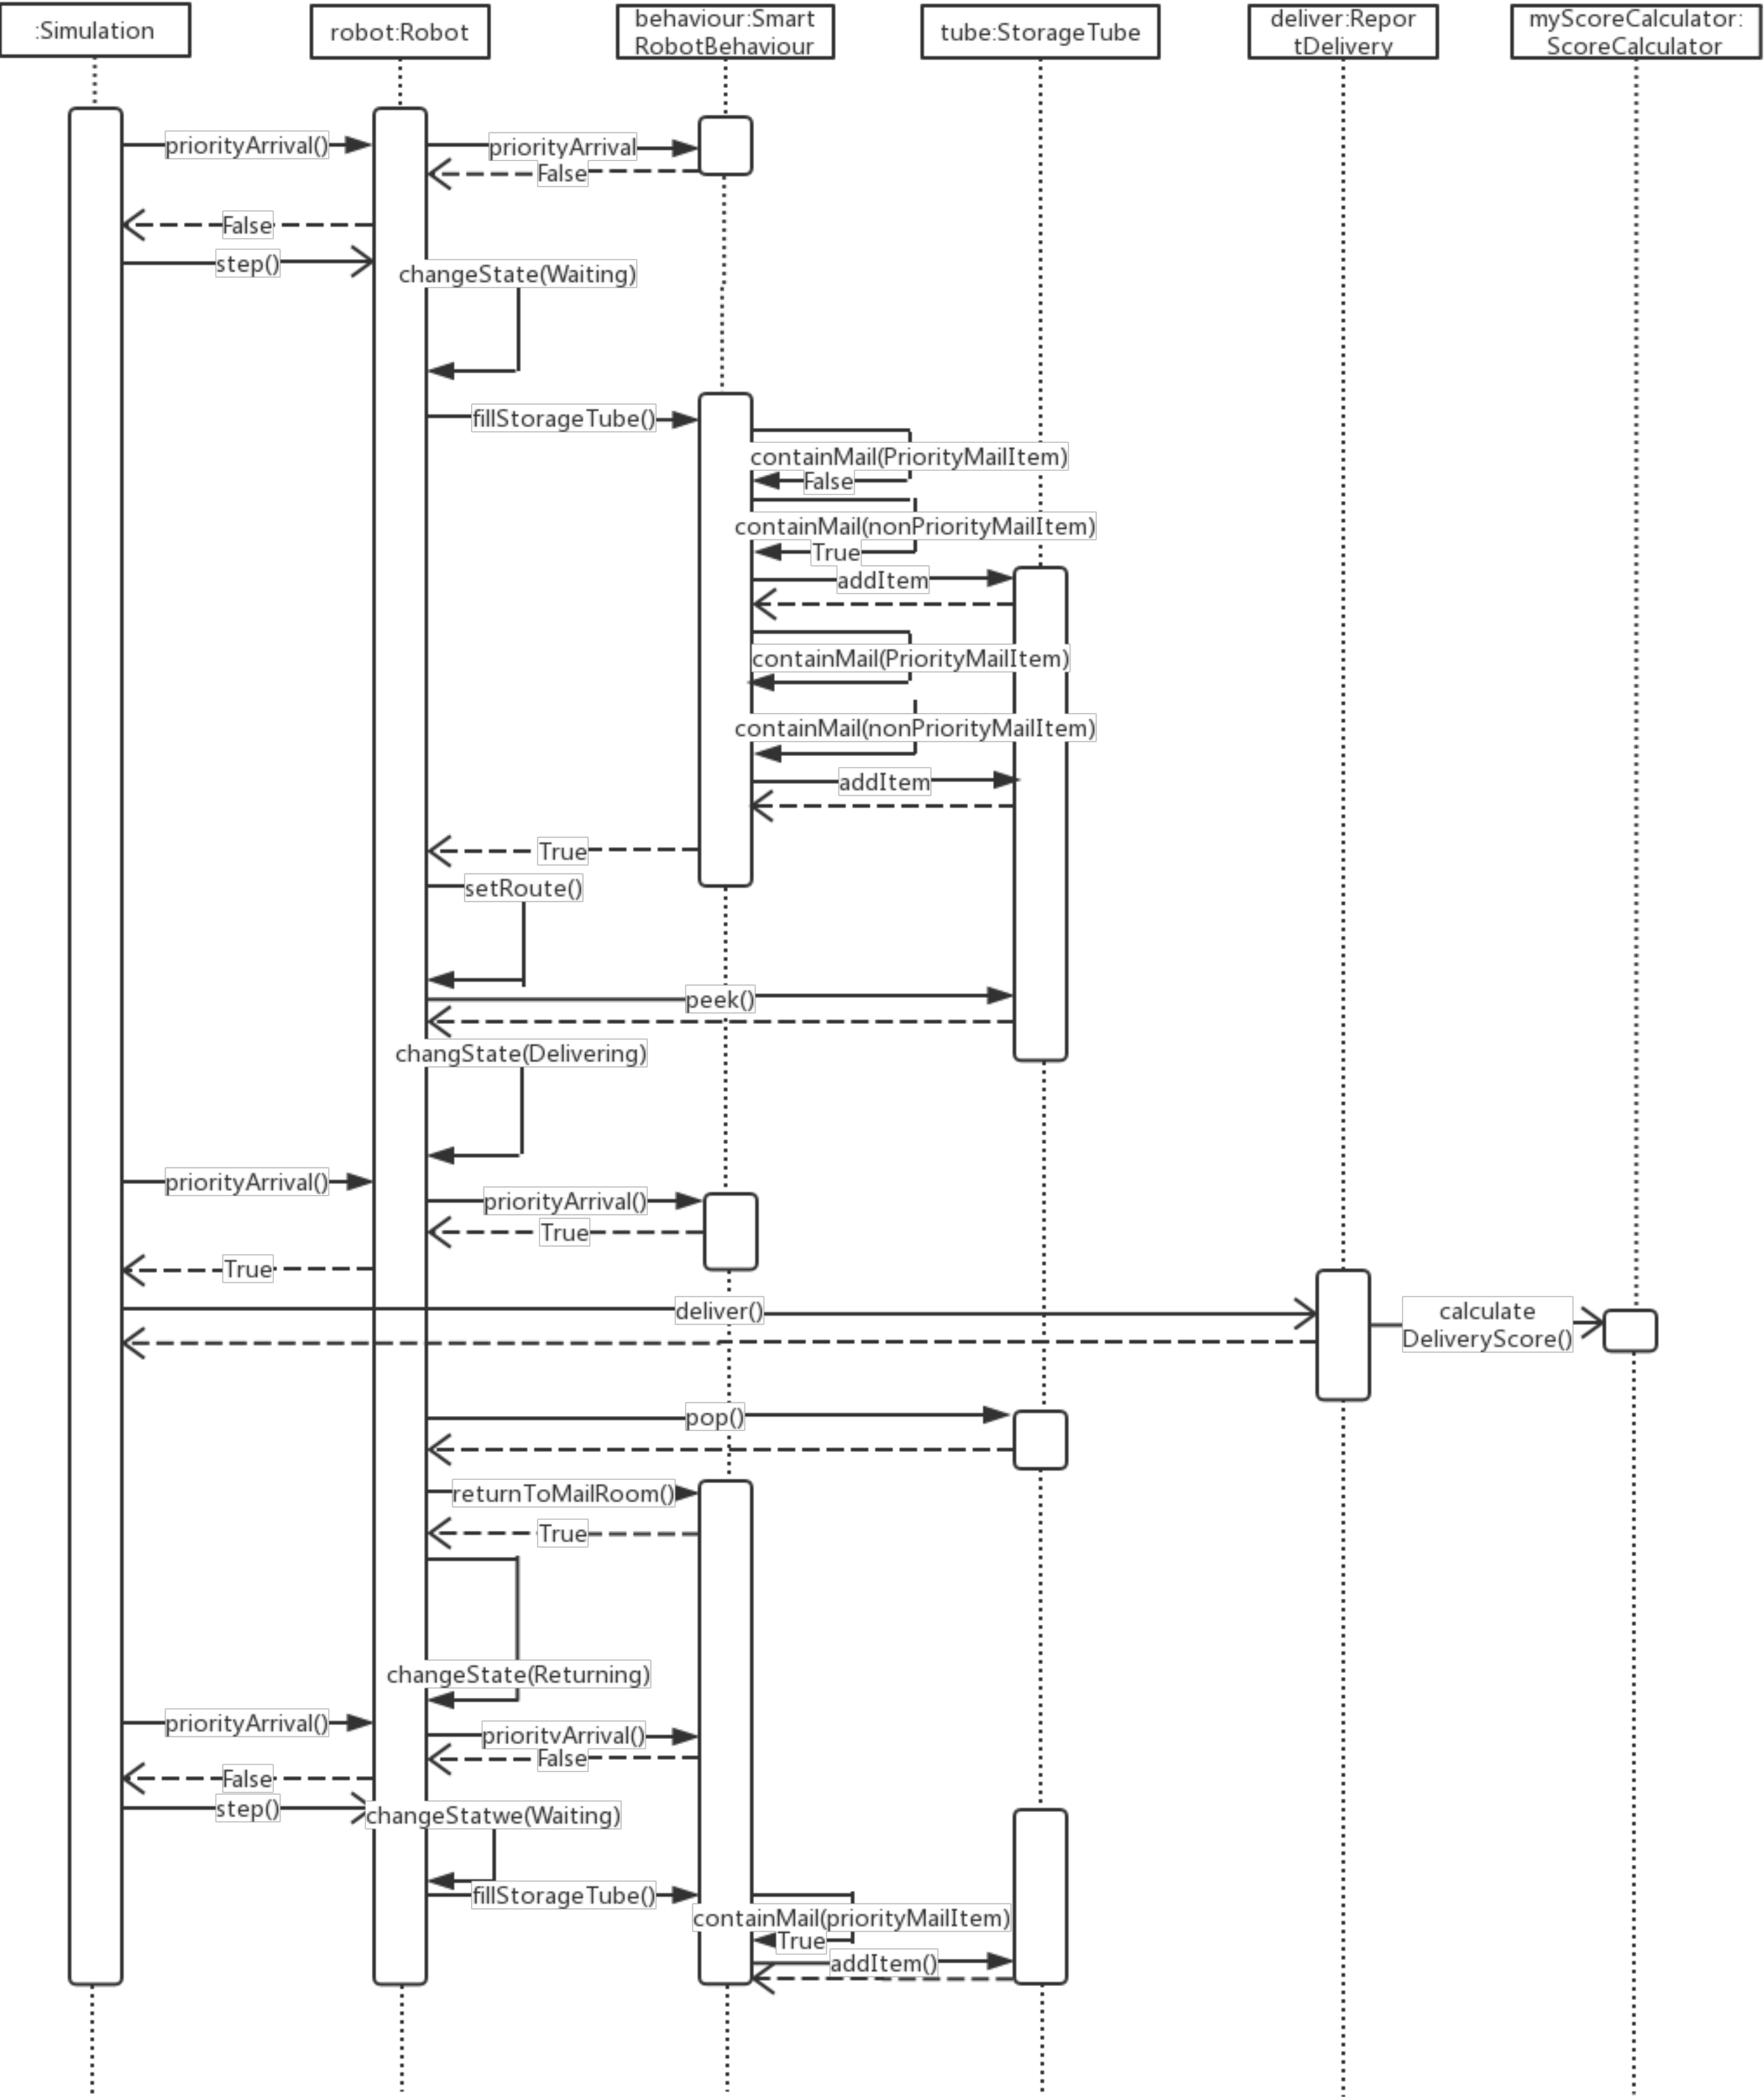 :Simulation
robot:Robot
behaviour:Smart
RobotBehaviour
tube:StorageTube
deliver:Repor
tDelivery
myScoreCalculator:
ScoreCalculator
priorityArrival()
priorityArrival
False
False
step()
changeState(Waiting)
fillStorageTube()
containMail(PriorityMailItem)
False
containMail(nonPriorityMailItem)
True
addItem
containMail(PriorityMailItem)
containMail(nonPriorityMailItem)
addItem
True
setRoute()
peek()
changState(Delivering)
priorityArrival()
priorityArrival()
True
True
deliver()
calculate
DeliveryScore()
pop()
returnToMailRoom()
True
changeState(Returning)
priorityArrival()
priorityArrival()
False
False
step()
changeStatwe(Waiting)
fillStorageTube()
containMail(priorityMailItem)
True
addItem()